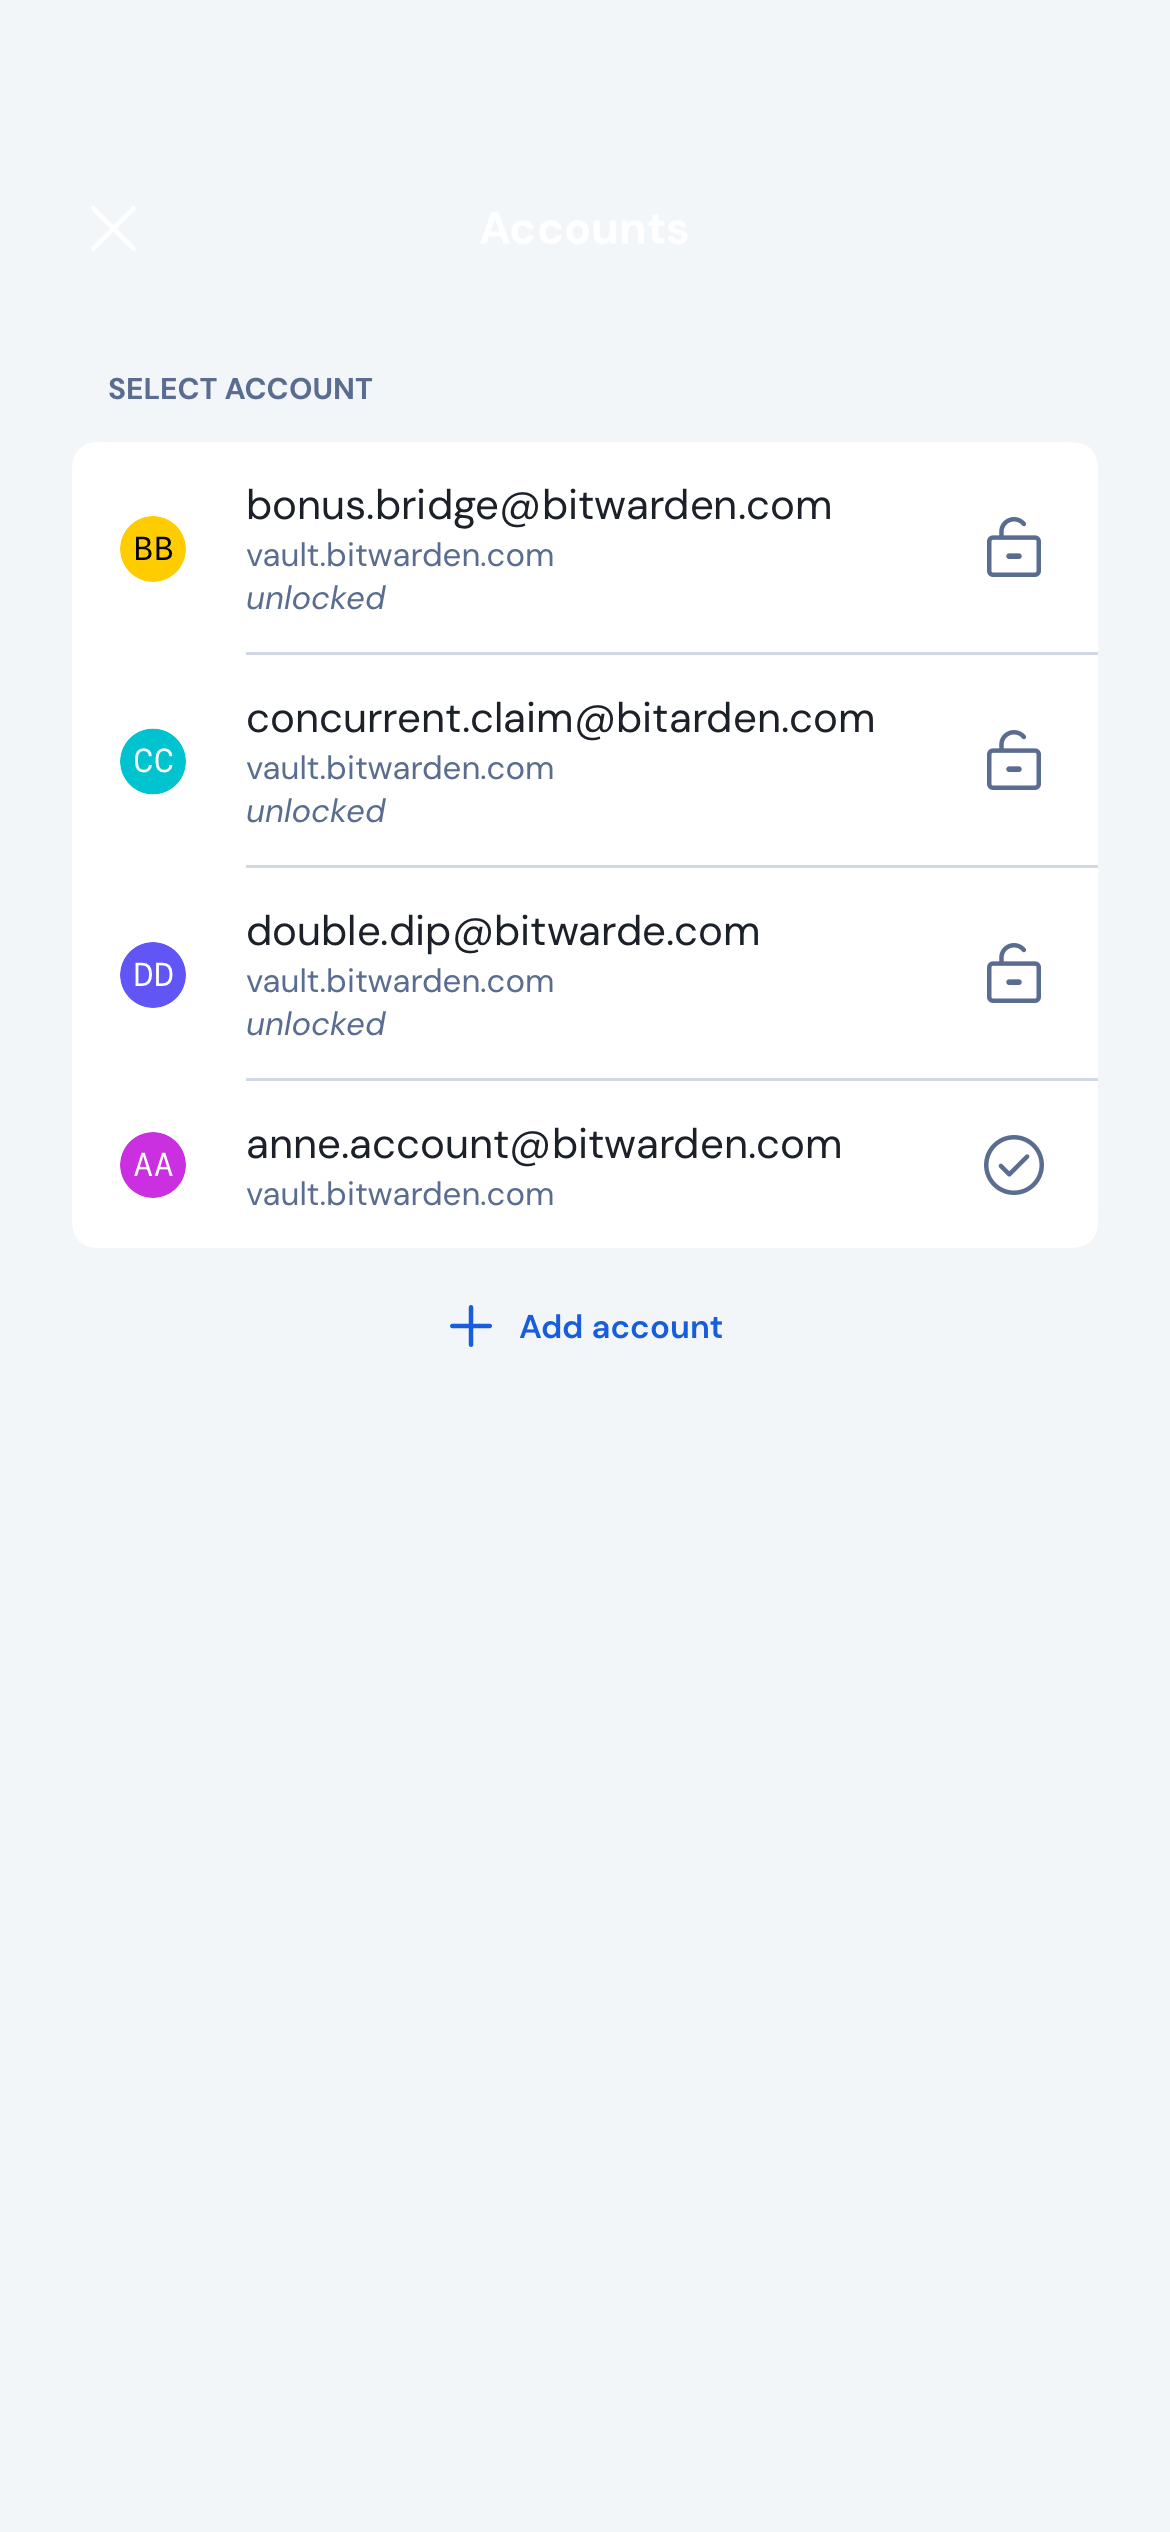 Accounts
SELECT ACCOUNT
BB
bonus.bridge@bitwarden.com
vault.bitwarden.com
unlocked
CC
concurrent.claim@bitarden.com
vault.bitwarden.com
unlocked
DD
double.dip@bitwarde.com
vault.bitwarden.com
unlocked
AA
anne.account@bitwarden.com
vault.bitwarden.com
Add account